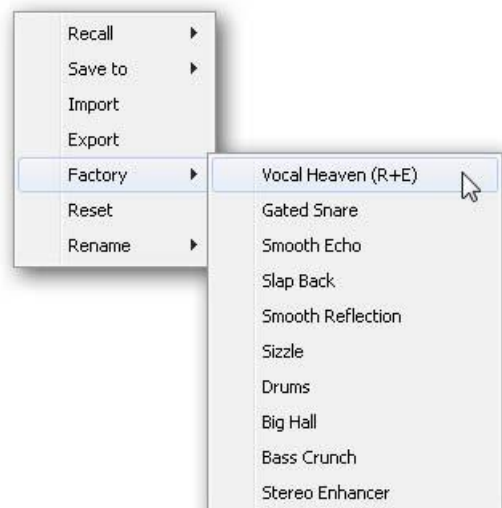 Recall
Save to
Import
Export
Factory
Reset
Rename
Vocal Heaven (R+E)
Gated Snare
Smooth Echo
Slap Back
Smooth Reflection
Sizzle
Drums
Big Hall
Bass Crunch
Stereo Enhancer